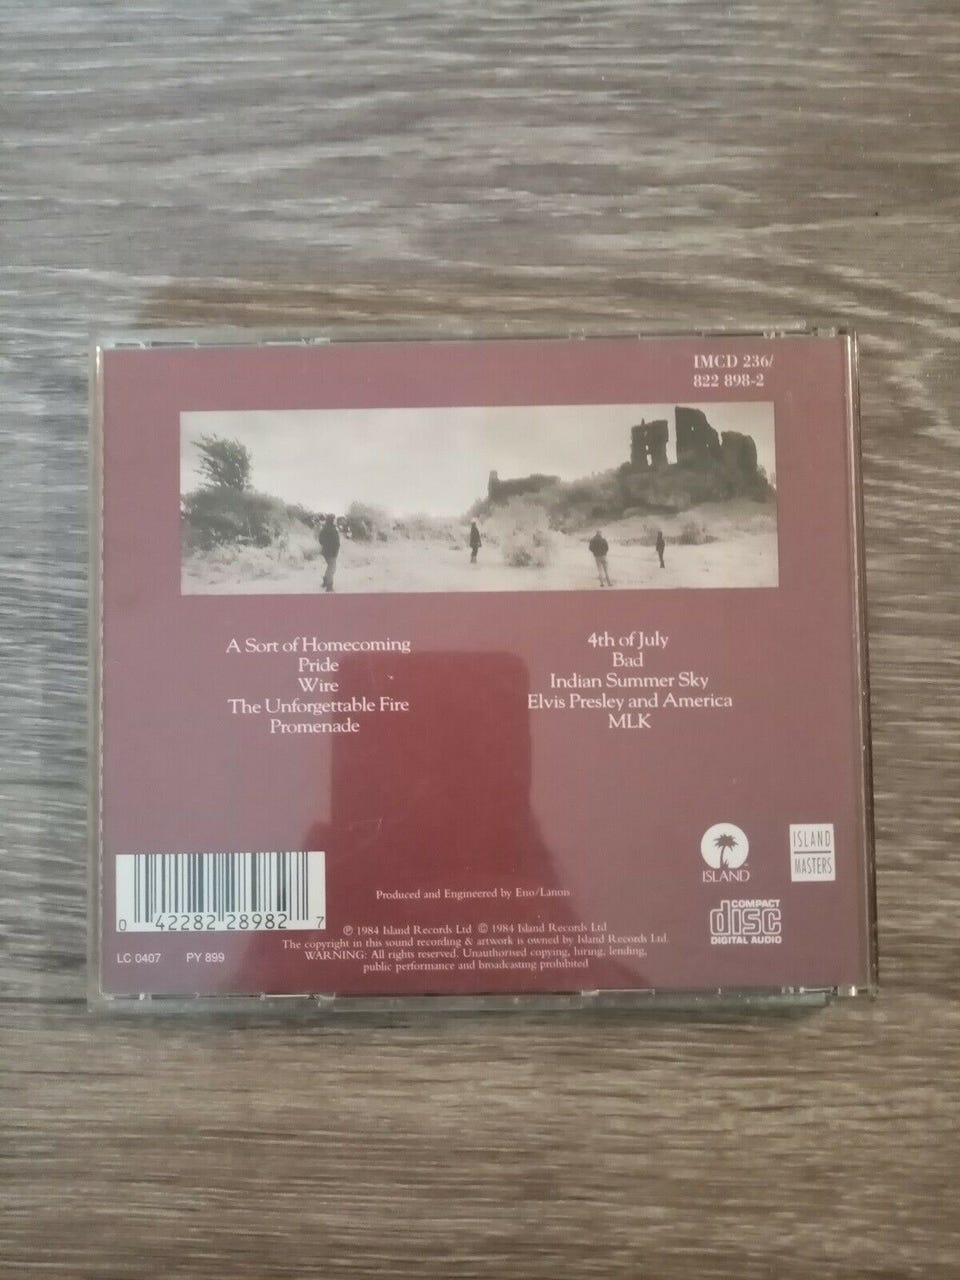 IMCD 236/
822 898-2
A Sort of Homecoming
Pride
Wire
The Unforgettable Fire
Promenade
4th of July
Bad
Indian Summer Sky
Elvis Presley and America
MLK
ISLAND
ISLAND
MASTERS
COMPACT
disc
DIGITAL AUDIO
Produced and Engineered by Eno/Lanois
0 42282 28982 7
LC 0407 PY 899
℗ 1984 Island Records Ltd © 1984 Island Records Ltd
The copyright in this sound recording & artwork is owned by Island Records Ltd.
WARNING: All rights reserved. Unauthorised copying, hiring, lending,
public performance and broadcasting prohibited